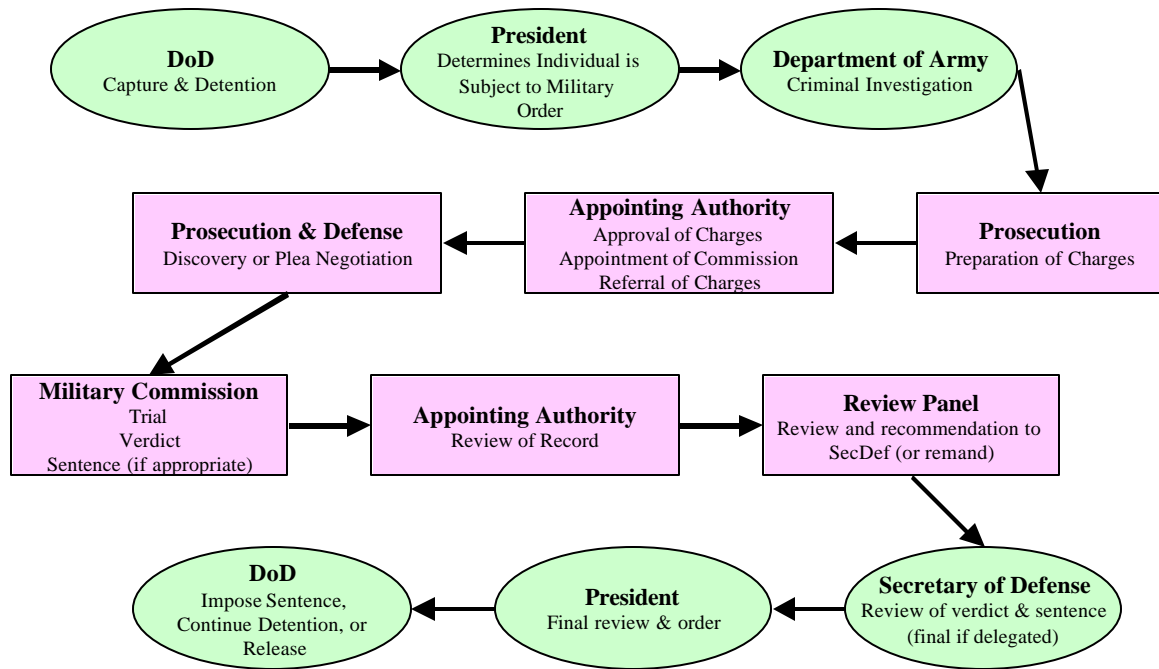 DoD
Capture & Detention
President
Determines Individual is
Subject to Military
Order
Department of Army
Criminal Investigation
Prosecution & Defense
Discovery or Plea Negotiation
Appointing Authority
Approval of Charges
Appointment of Commission
Referral of Charges
Prosecution
Preparation of Charges
Military Commission
Trial
Verdict
Sentence (if appropriate)
Appointing Authority
Review of Record
Review Panel
Review and recommendation to
SecDef (or remand)
DoD
Impose Sentence,
Continue Detention, or
Release
President
Final review & order
Secretary of Defense
Review of verdict & sentence
(final if delegated)